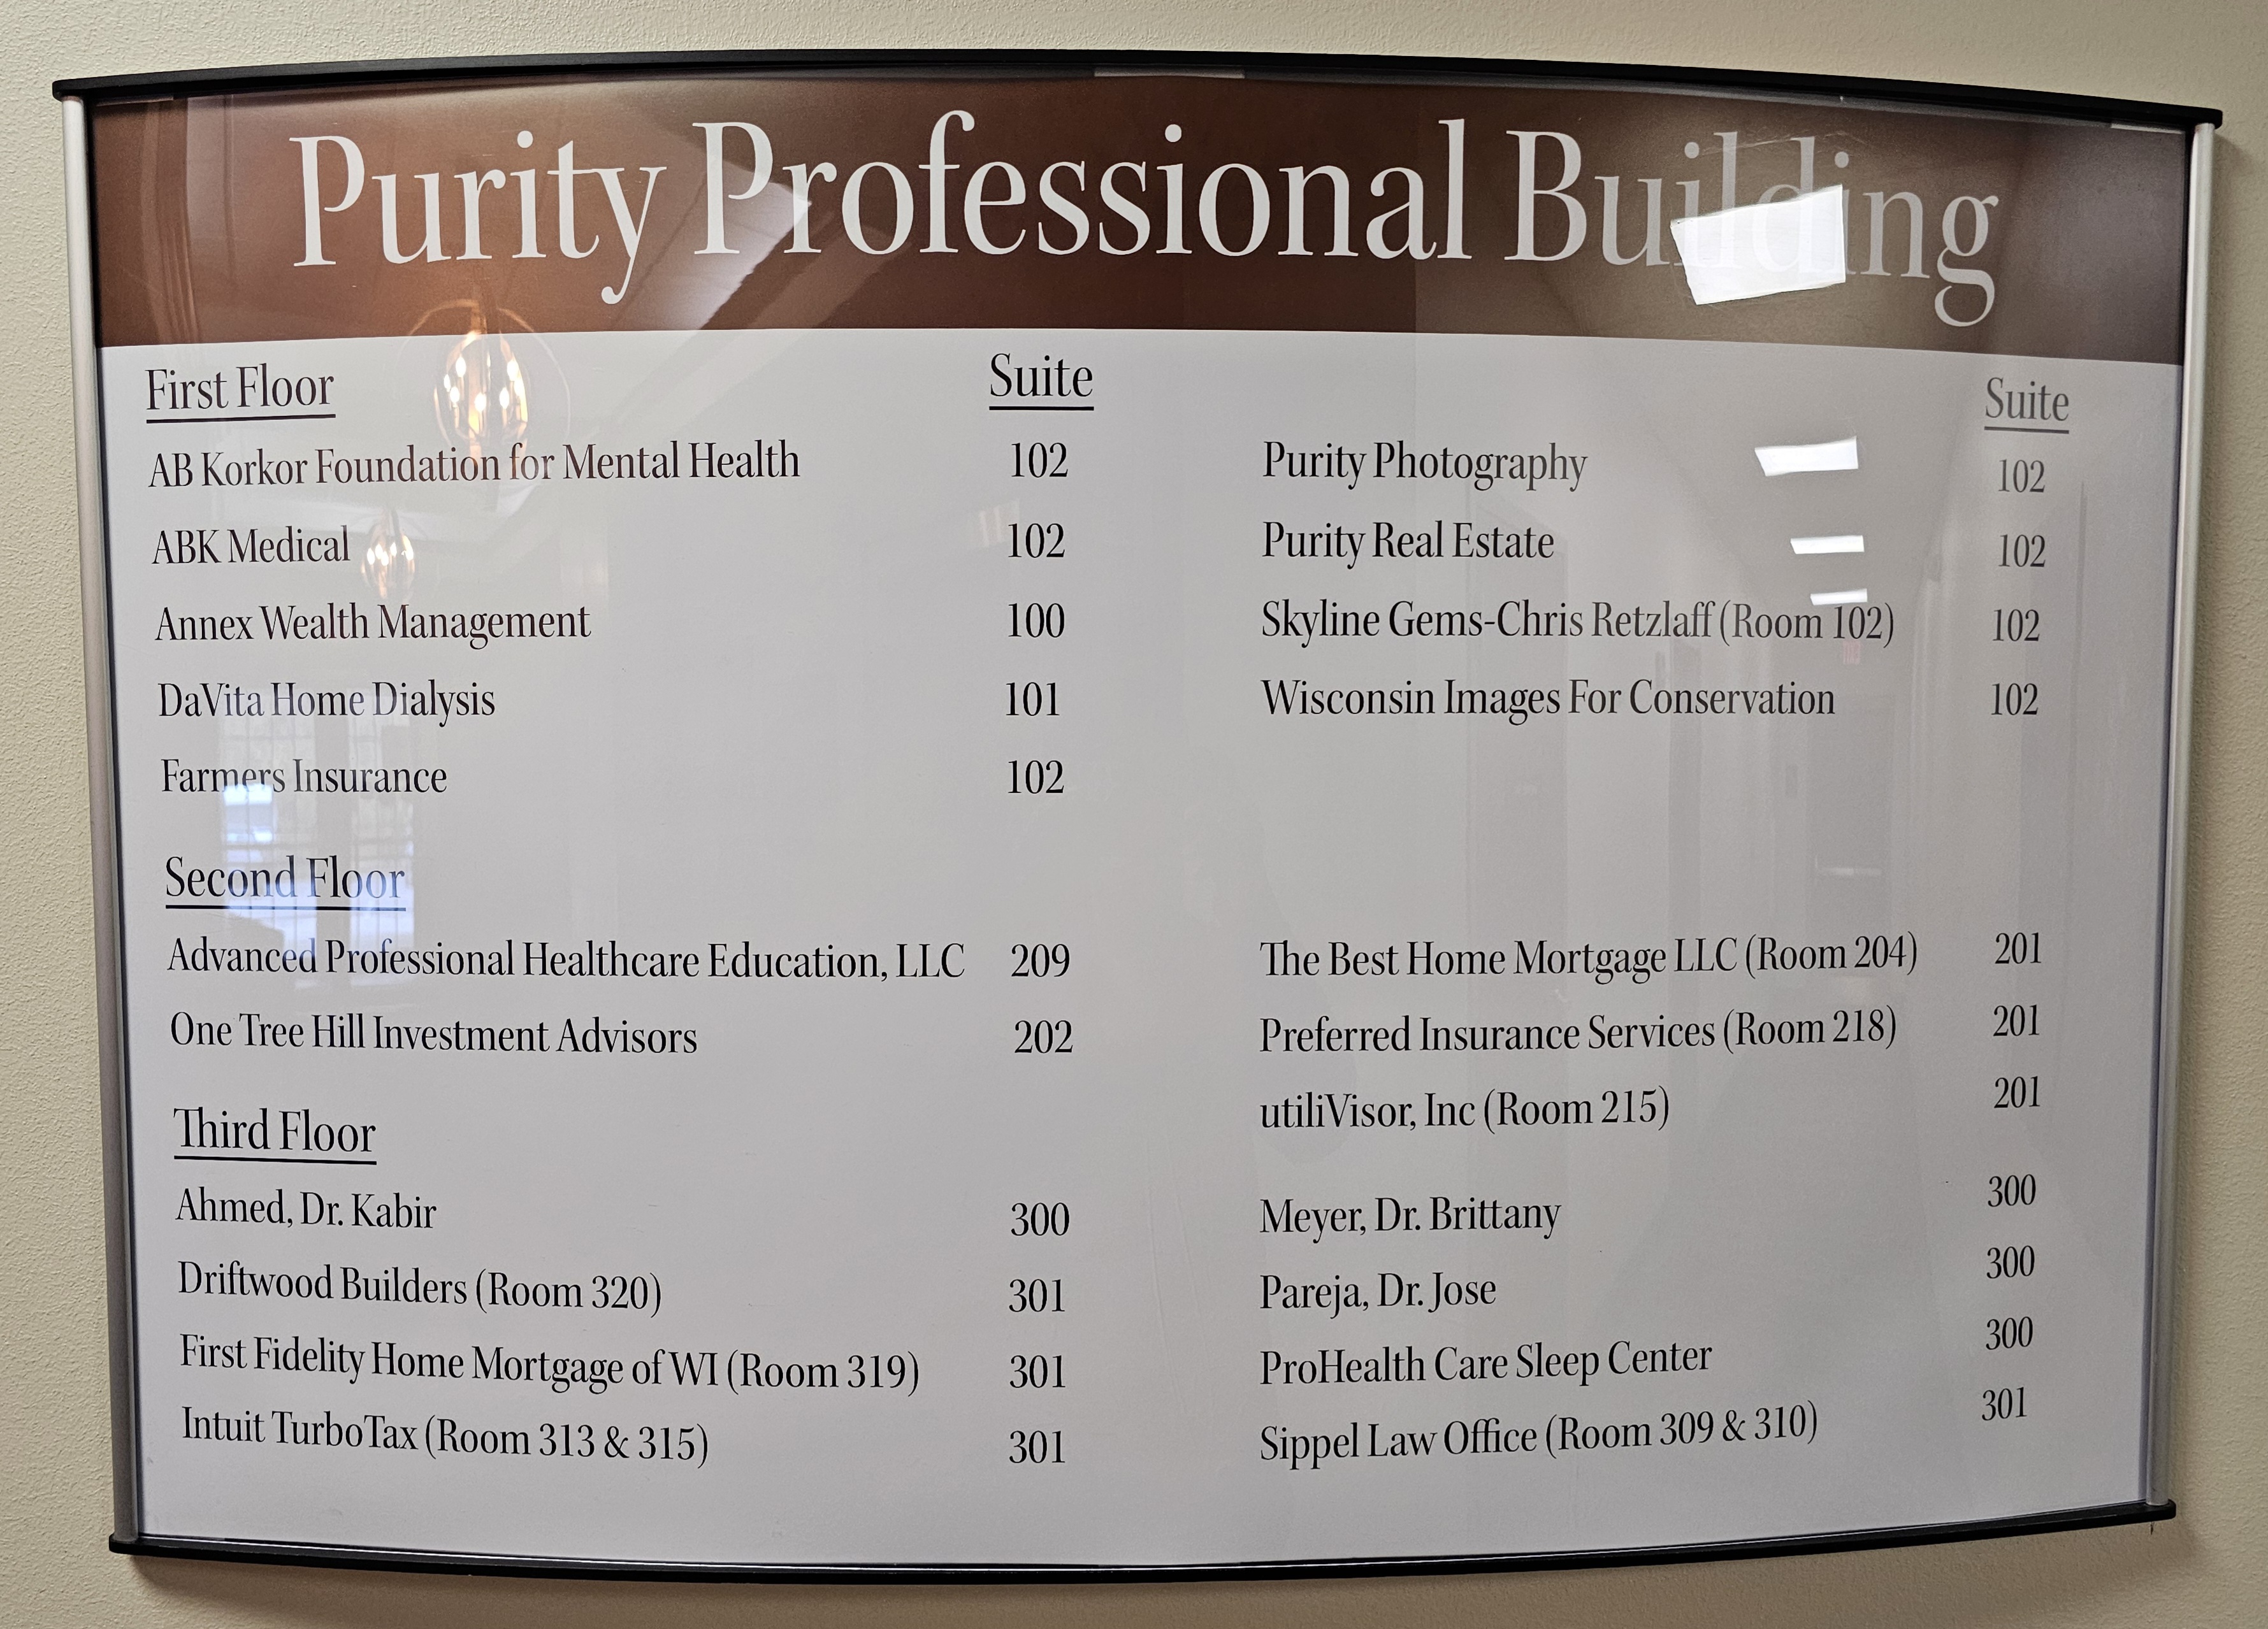 Purity Professional Building
First Floor Suite
AB Korkor Foundation for Mental Health 102
ABK Medical 102
Annex Wealth Management 100
DaVita Home Dialysis 101
Farmers Insurance 102
Suite
Purity Photography 102
Purity Real Estate 102
Skyline Gems-Chris Retzlaff (Room 102) 102
Wisconsin Images For Conservation 102
Second Floor
Advanced Professional Healthcare Education, LLC 209
One Tree Hill Investment Advisors 202
The Best Home Mortgage LLC (Room 204) 201
Preferred Insurance Services (Room 218) 201
utiliVisor, Inc (Room 215) 201
Third Floor
Ahmed, Dr. Kabir 300
Driftwood Builders (Room 320) 301
First Fidelity Home Mortgage of WI (Room 319) 301
Intuit TurboTax (Room 313 & 315) 301
Meyer, Dr. Brittany 300
Pareja, Dr. Jose 300
ProHealth Care Sleep Center 300
Sippel Law Office (Room 309 & 310) 301